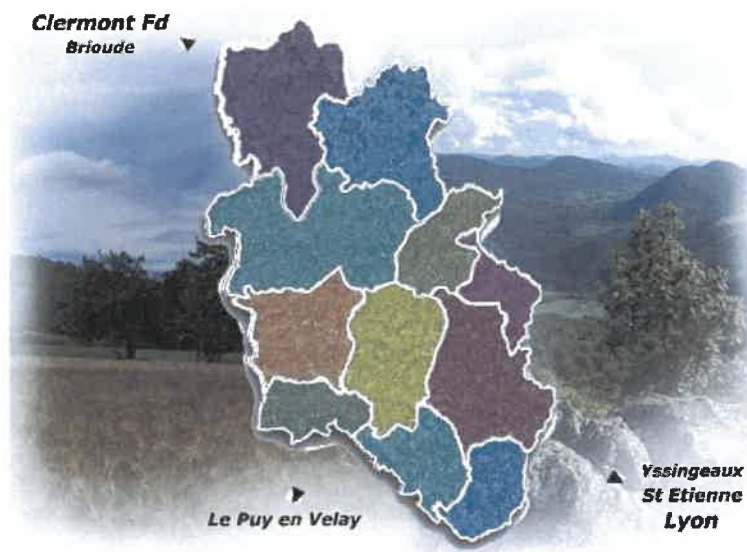 Clermont Fd
Brioude
Le Puy en Velay
Yssingeaux
St Etienne
Lyon